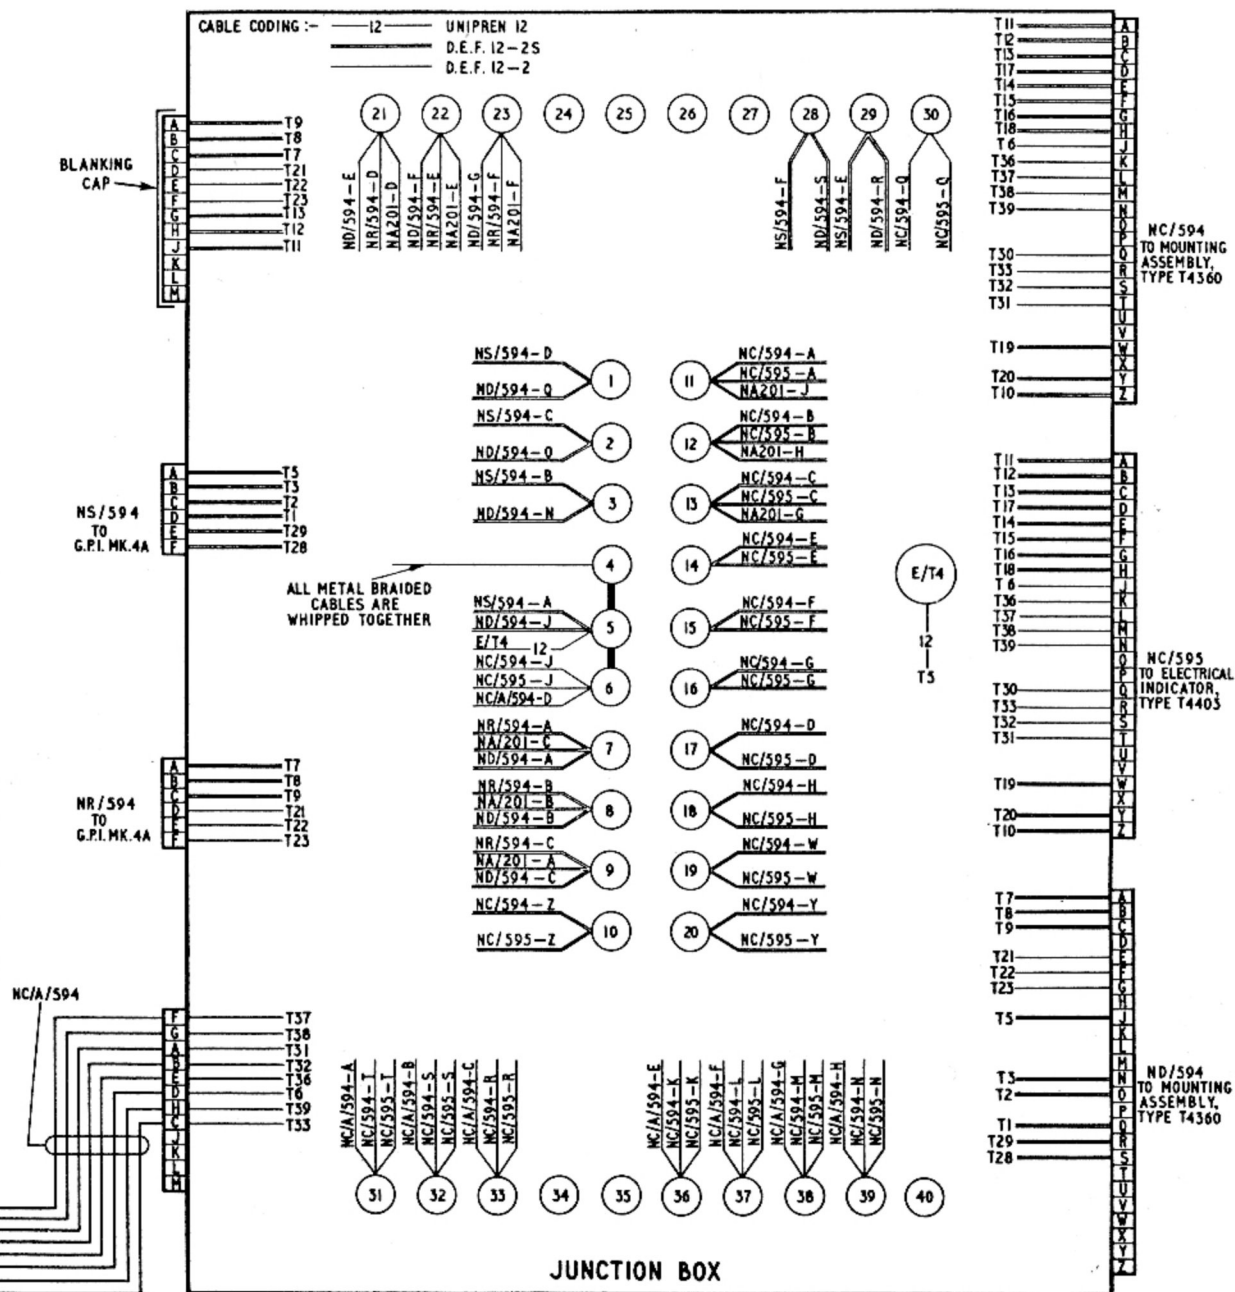 CABLE CODING :- 12 UNIPREN 12
D.E.F. 12-2S
D.E.F. 12-2
21 22 23 24 25 26 27 28 29 30
ND/594-E
NR/594-D
NA201-D
ND/594-F
NR/594-E
NA201-E
ND/594-G
NR/594-F
NA201-F
NS/594-F
ND/594-S
NS/594-E
ND/594-R
NC/594-Q
NC/595-Q
BLANKING
CAP
A T9
B T8
C T7
D T21
E T22
F T23
G T13
H T12
J T11
K
L
M
NS/594
TO
G.P.I. MK.4A
A T5
B T3
C T2
D T1
E T29
F T28
NR/594
TO
G.P.I. MK.4A
A T7
B T8
C T9
D T21
E T22
F T23
NC/A/594
F T37
G T38
A T31
B T32
E T36
D T6
H T39
C T33
J
K
L
M
NS/594-D
ND/594-Q
1
NS/594-C
ND/594-O
2
NS/594-B
ND/594-N
3
4
ALL METAL BRAIDED
CABLES ARE
WHIPPED TOGETHER
NS/594-A
ND/594-J
E/T4 12
5
NC/594-J
NC/595-J
NC/A/594-D
6
NR/594-A
NA/201-C
ND/594-A
7
NR/594-B
NA/201-B
ND/594-B
8
NR/594-C
NA/201-A
ND/594-C
9
NC/594-Z
NC/595-Z
10
11
NC/594-A
NC/595-A
NA201-J
12
NC/594-B
NC/595-B
NA201-H
13
NC/594-C
NC/595-C
NA201-G
14
NC/594-E
NC/595-E
15
NC/594-F
NC/595-F
16
NC/594-G
NC/595-G
17
NC/594-D
NC/595-D
18
NC/594-H
NC/595-H
19
NC/594-W
NC/595-W
20
NC/594-Y
NC/595-Y
E/T4
12
T5
T11 A
T12 B
T13 C
T17 D
T14 E
T15 F
T16 G
T18 H
T6 J
T36 K
T37 L
T38 M
T39 N
O
P
T30 Q
T33 R
T32 S
T31 T
U
V
T19 W
X
T20 Y
T10 Z
NC/594
TO MOUNTING
ASSEMBLY,
TYPE T4360
T11 A
T12 B
T13 C
T17 D
T14 E
T15 F
T16 G
T18 H
T6 J
T36 K
T37 L
T38 M
T39 N
O
P
T30 Q
T33 R
T32 S
T31 T
U
V
T19 W
X
T20 Y
T10 Z
NC/595
TO ELECTRICAL
INDICATOR,
TYPE T4403
T7 A
T8 B
T9 C
D
T21 E
T22 F
T23 G
H
T5 J
K
L
M
T3 N
T2 O
P
T1 Q
T29 R
T28 S
T
U
V
W
X
Y
Z
ND/594
TO MOUNTING
ASSEMBLY,
TYPE T4360
NC/A/594-A
NC/594-T
NC/595-T
NC/A/594-B
NC/594-S
NC/595-S
NC/A/594-C
NC/594-R
NC/595-R
NC/A/594-E
NC/594-K
NC/595-K
NC/A/594-F
NC/594-L
NC/595-L
NC/A/594-G
NC/594-M
NC/595-M
NC/A/594-H
NC/594-N
NC/595-N
31 32 33 34 35 36 37 38 39 40
JUNCTION BOX